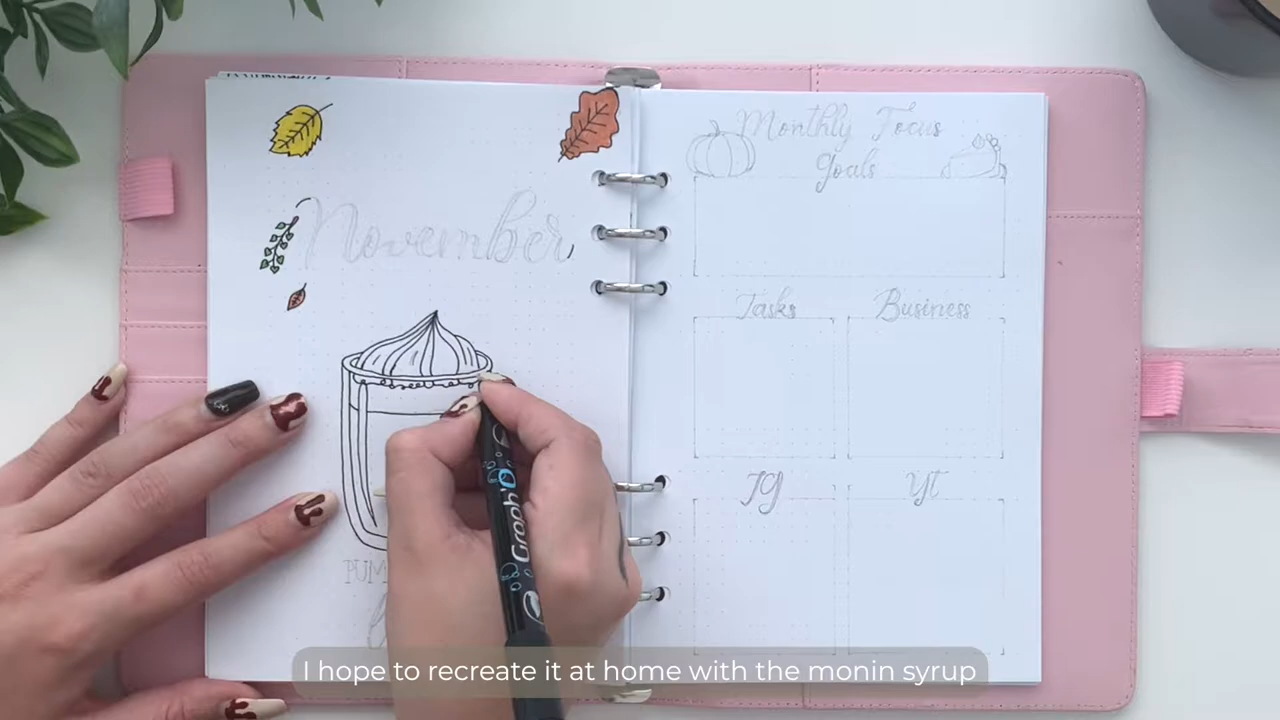 November
PUM
Monthly Focus
Goals
Tasks
Business
IG
YT
Graph'O
I hope to recreate it at home with the monin syrup